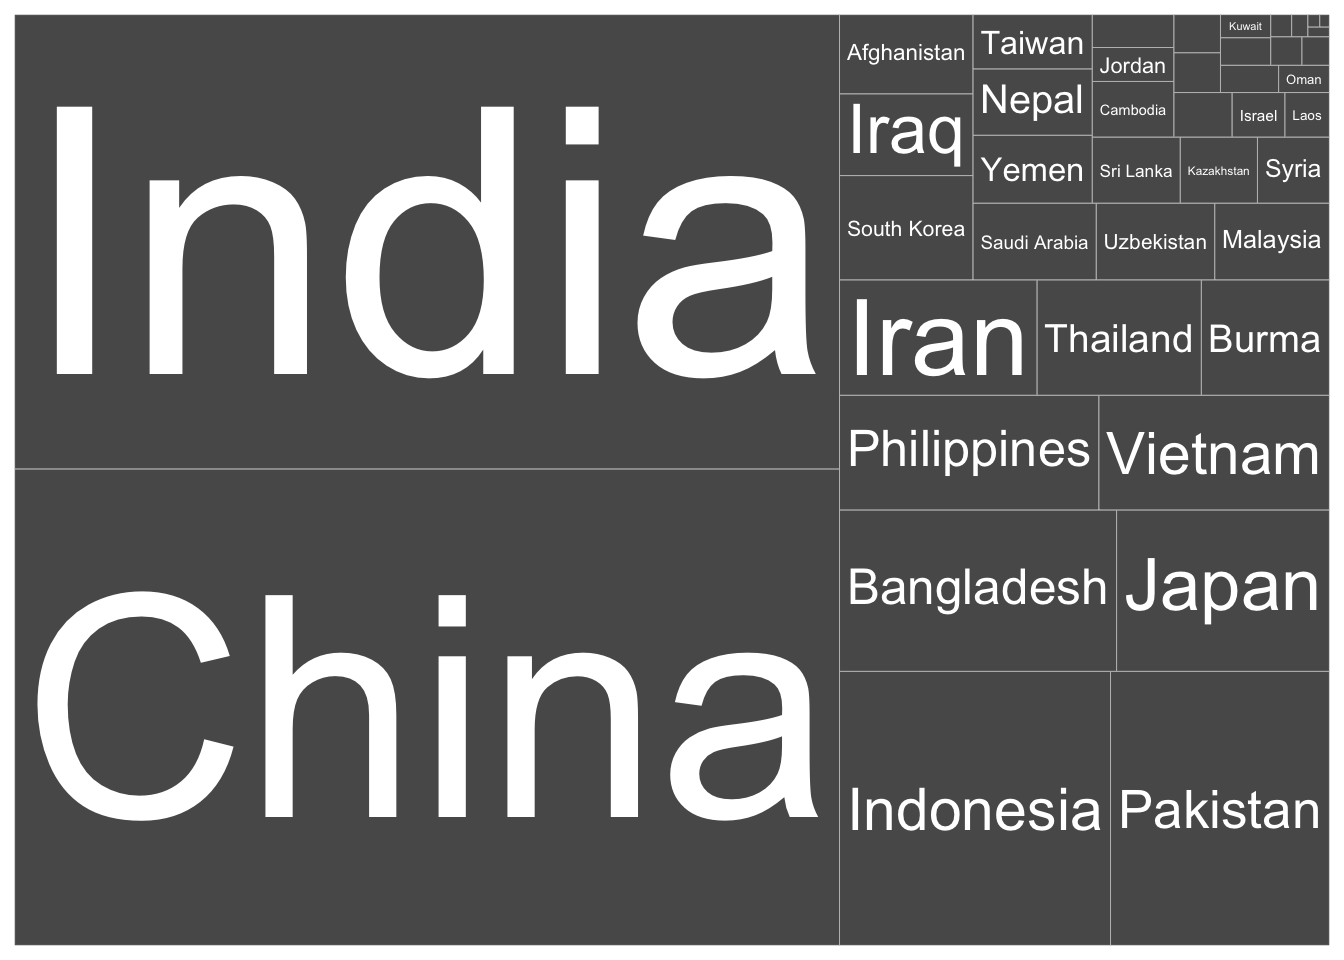 India
China
Afghanistan
Iraq
South Korea
Taiwan
Nepal
Yemen
Jordan
Cambodia
Kuwait
Oman
Israel
Laos
Sri Lanka
Kazakhstan
Syria
Saudi Arabia
Uzbekistan
Malaysia
Iran
Thailand
Burma
Philippines
Vietnam
Bangladesh
Japan
Indonesia
Pakistan